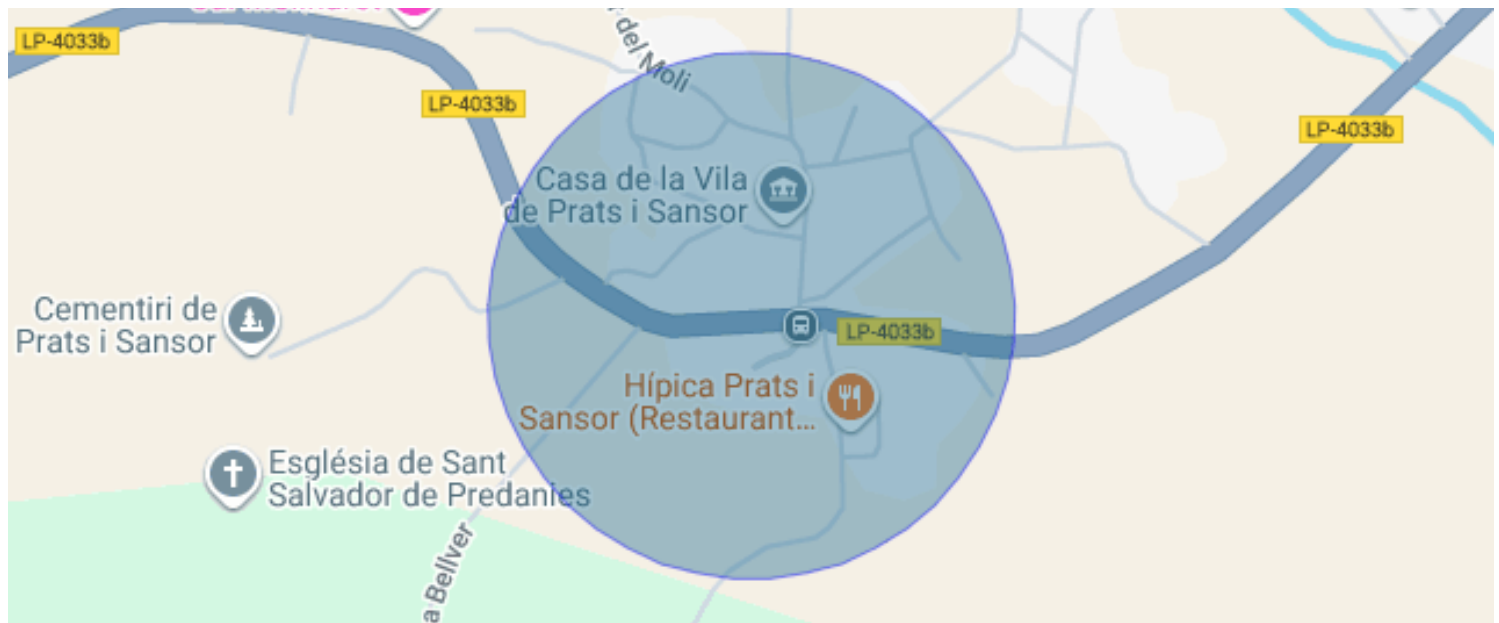 LP-4033b
del Molí
LP-4033b
LP-4033b
Casa de la Vila
de Prats i Sansor
Cementiri de
Prats i Sansor
LP-4033b
Hípica Prats i
Sansor (Restaurant...
Església de Sant
Salvador de Predanies
a Bellver